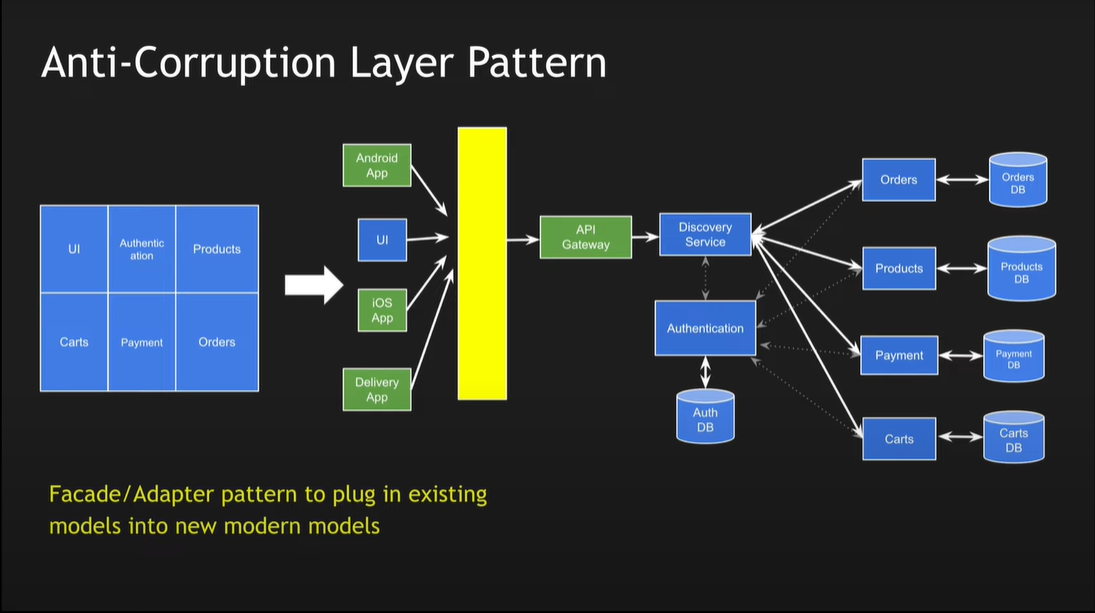 Anti-Corruption Layer Pattern
UI
Authentic
ation
Products
Carts
Payment
Orders
Android
App
UI
iOS
App
Delivery
App
API
Gateway
Discovery
Service
Authentication
Auth
DB
Orders
Orders
DB
Products
Products
DB
Payment
Payment
DB
Carts
Carts
DB
Facade/Adapter pattern to plug in existing
models into new modern models